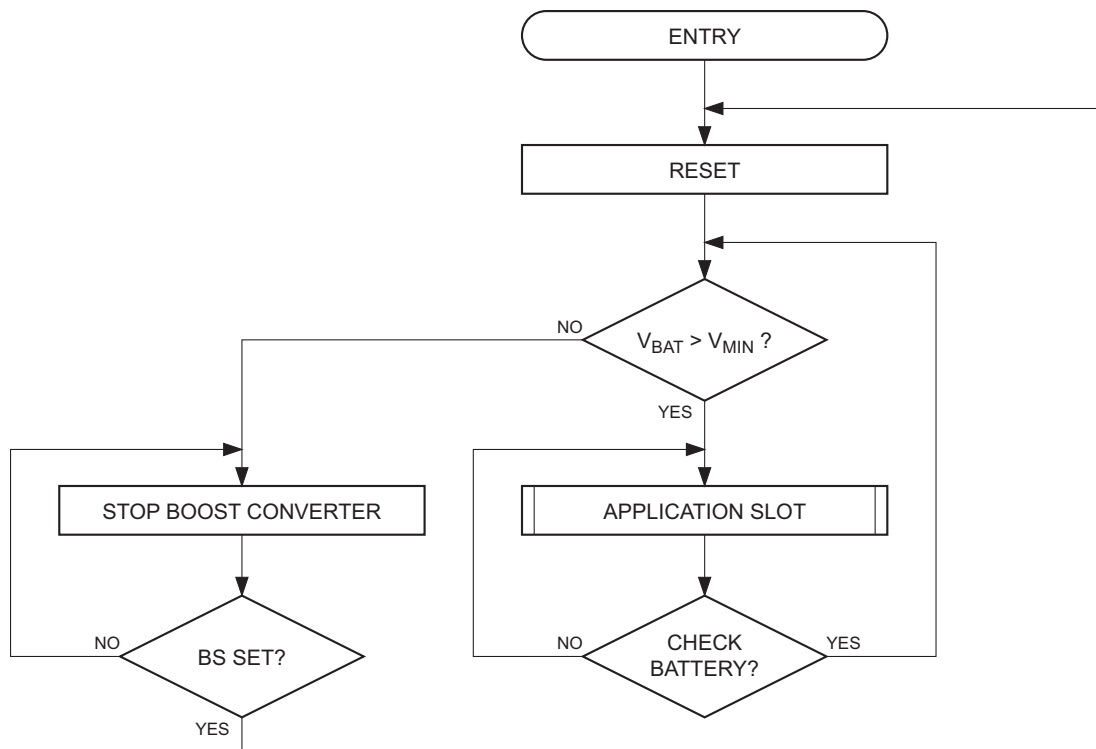 ENTRY
RESET
NO
V_BAT > V_MIN ?
YES
STOP BOOST CONVERTER
APPLICATION SLOT
NO
BS SET?
NO
CHECK
BATTERY?
YES
YES